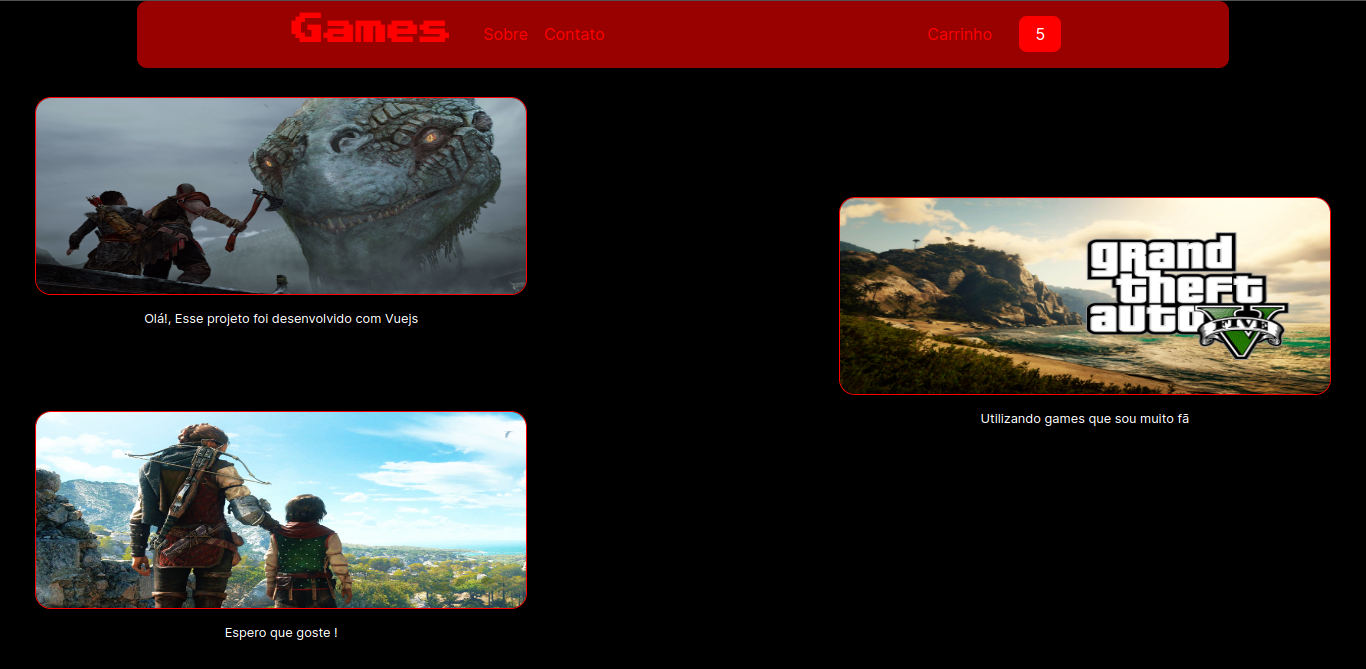 Games
Sobre
Contato
Carrinho
5
Olá!, Esse projeto foi desenvolvido com Vuejs
grand
theft
auto
FIVE
Utilizando games que sou muito fã
Espero que goste !